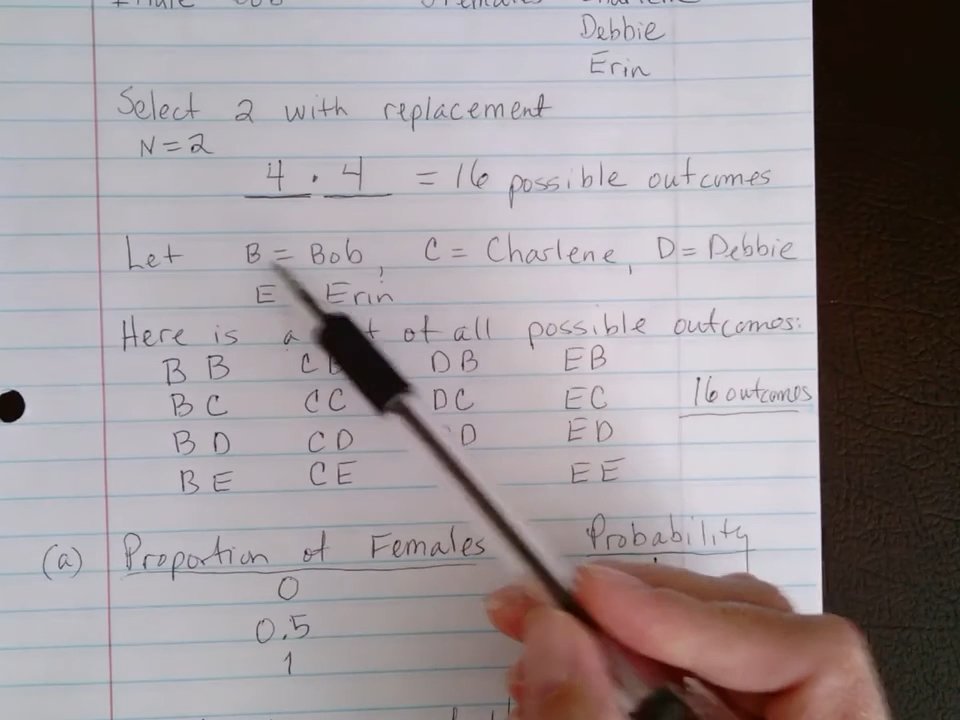 Debbie
Erin
Select 2 with replacement
N=2
4 . 4 = 16 possible outcomes
Let B = Bob, C = Charlene, D = Debbie
E Erin
Here is a of all possible outcomes:
B B C DB EB
B C CC DC EC 16 outcomes
B D CD D ED
B E CE EE
(a) Proportion of Females Probability
0
0.5
1